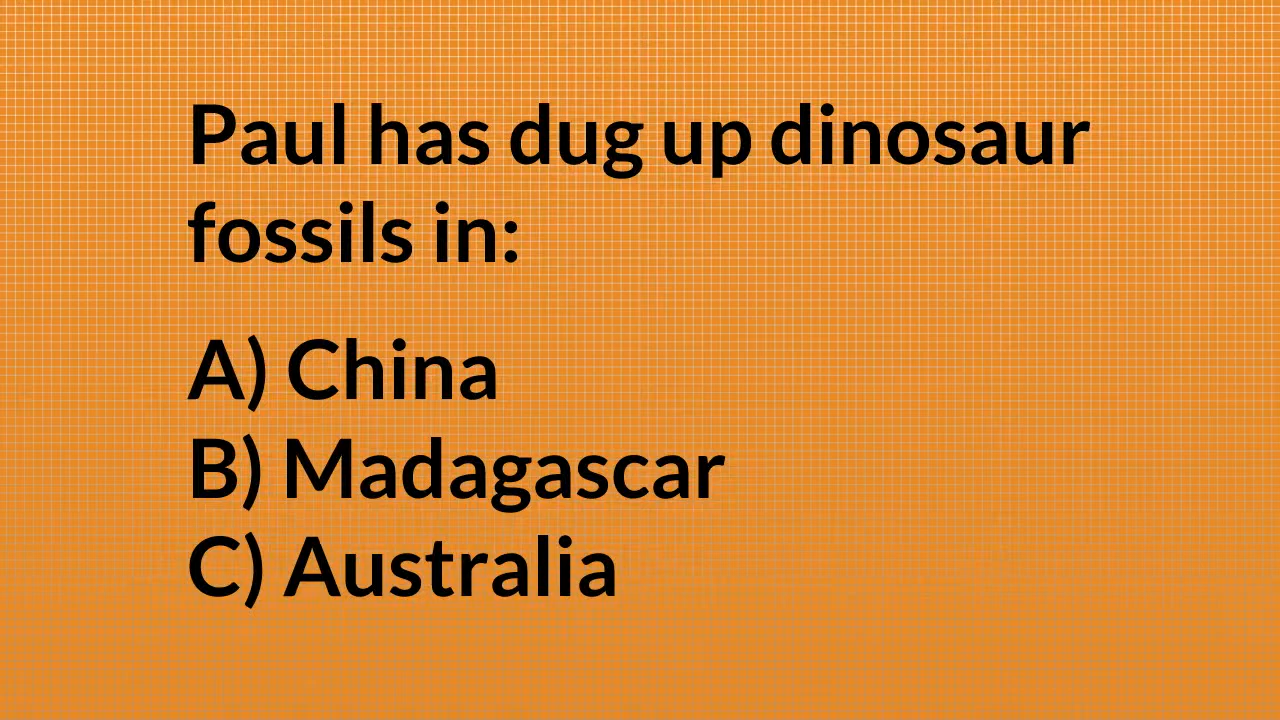 Paul has dug up dinosaur
fossils in:
A) China
B) Madagascar
C) Australia